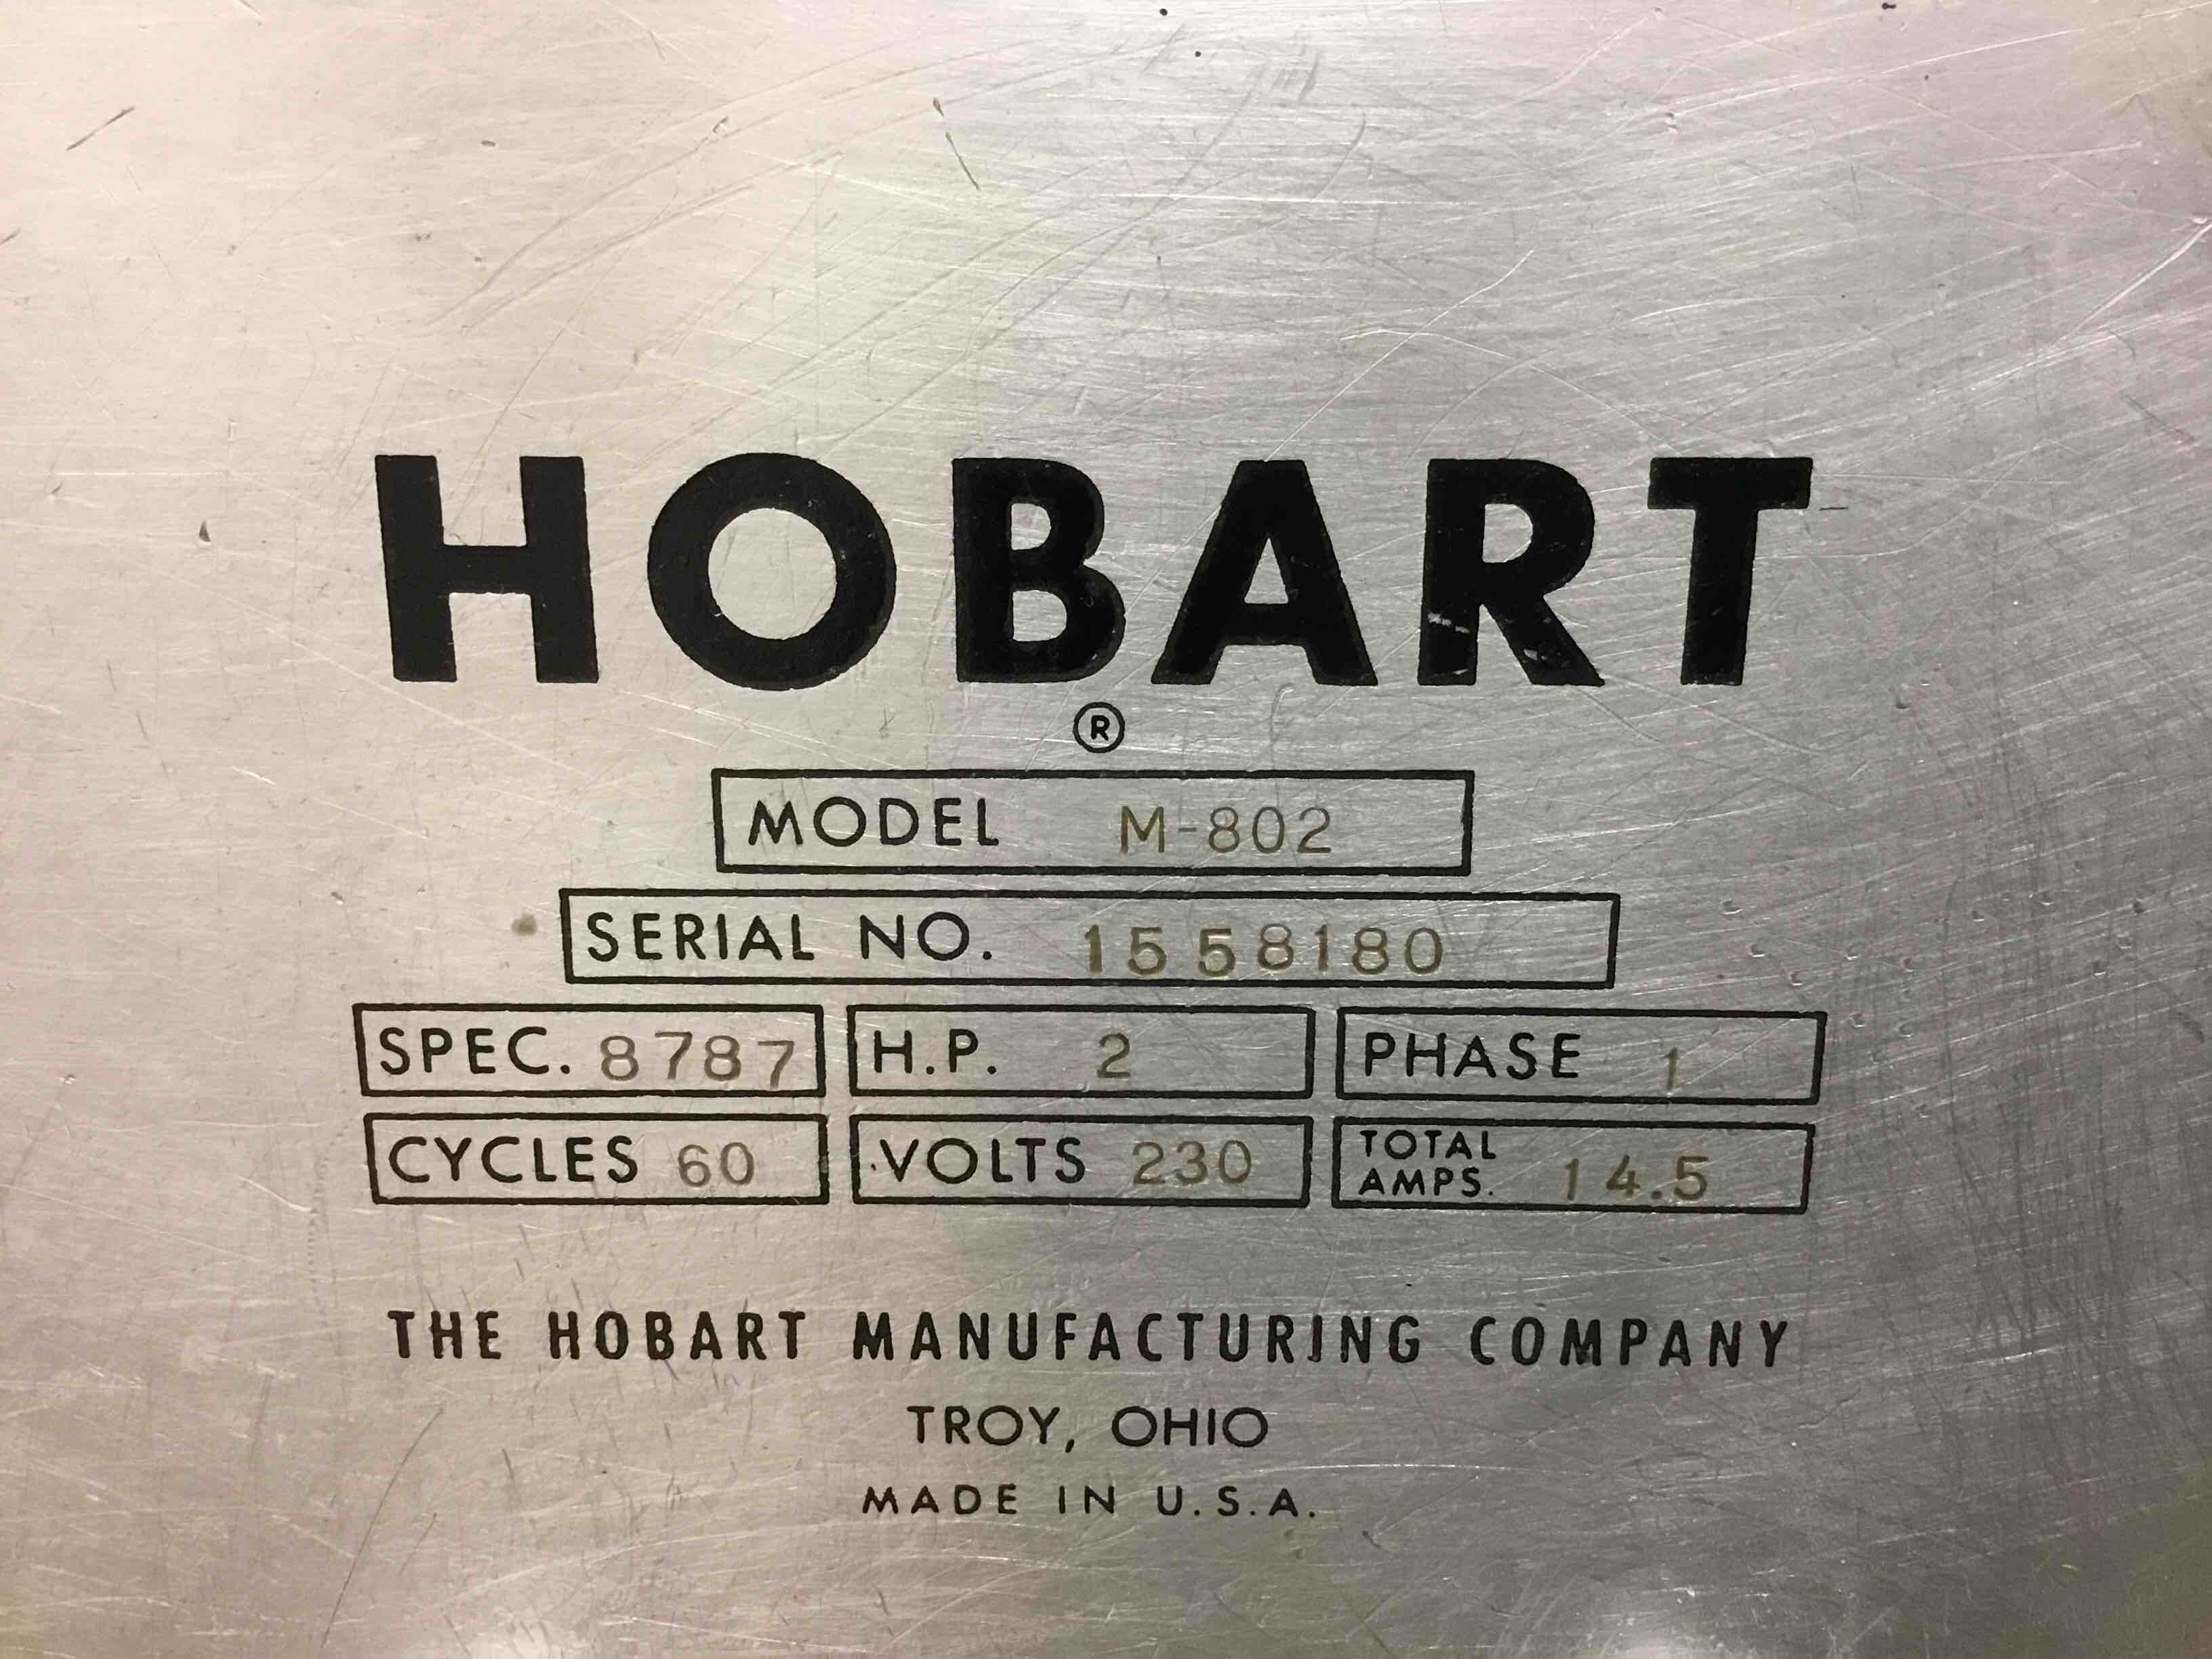 HOBART
®
MODEL M-802
SERIAL NO. 1558180
SPEC. 8787 H.P. 2 PHASE 1
CYCLES 60 VOLTS 230 TOTAL AMPS. 14.5
THE HOBART MANUFACTURING COMPANY
TROY, OHIO
MADE IN U.S.A.